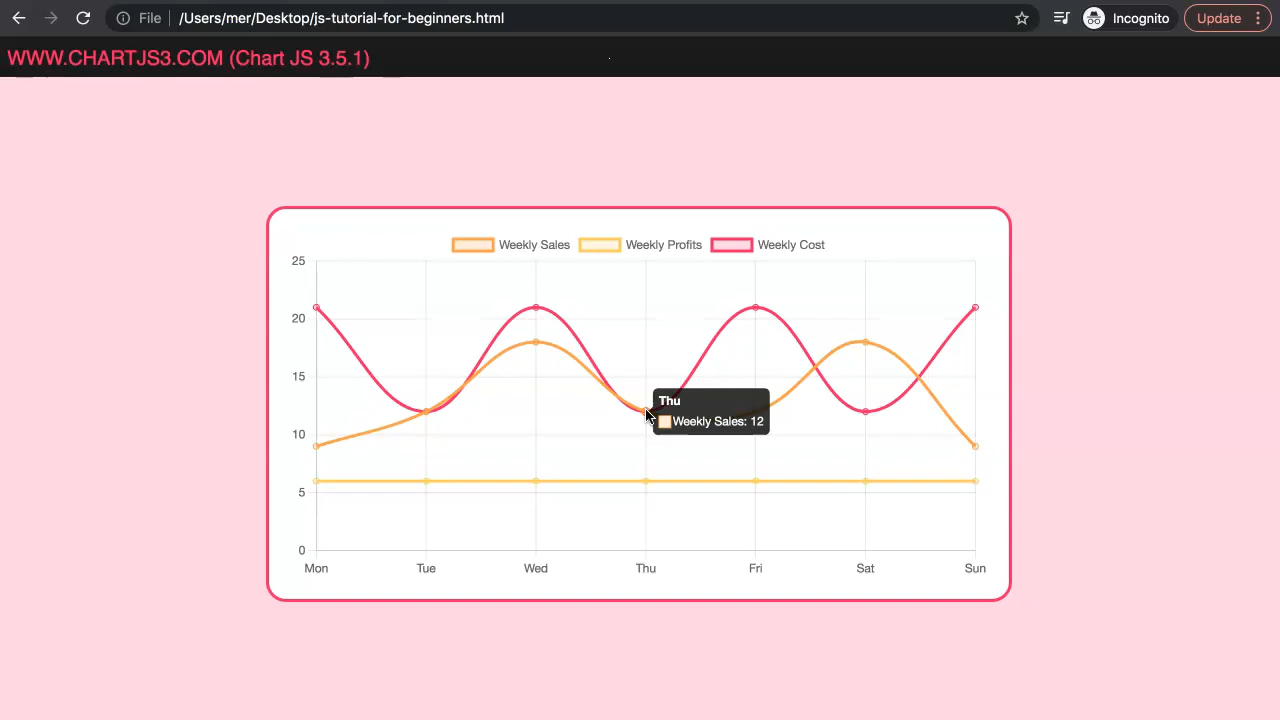 File /Users/mer/Desktop/js-tutorial-for-beginners.html Incognito Update
WWW.CHARTJS3.COM (Chart JS 3.5.1)
Weekly Sales Weekly Profits Weekly Cost
25
20
15
Thu
Weekly Sales: 12
10
5
0
Mon Tue Wed Thu Fri Sat Sun